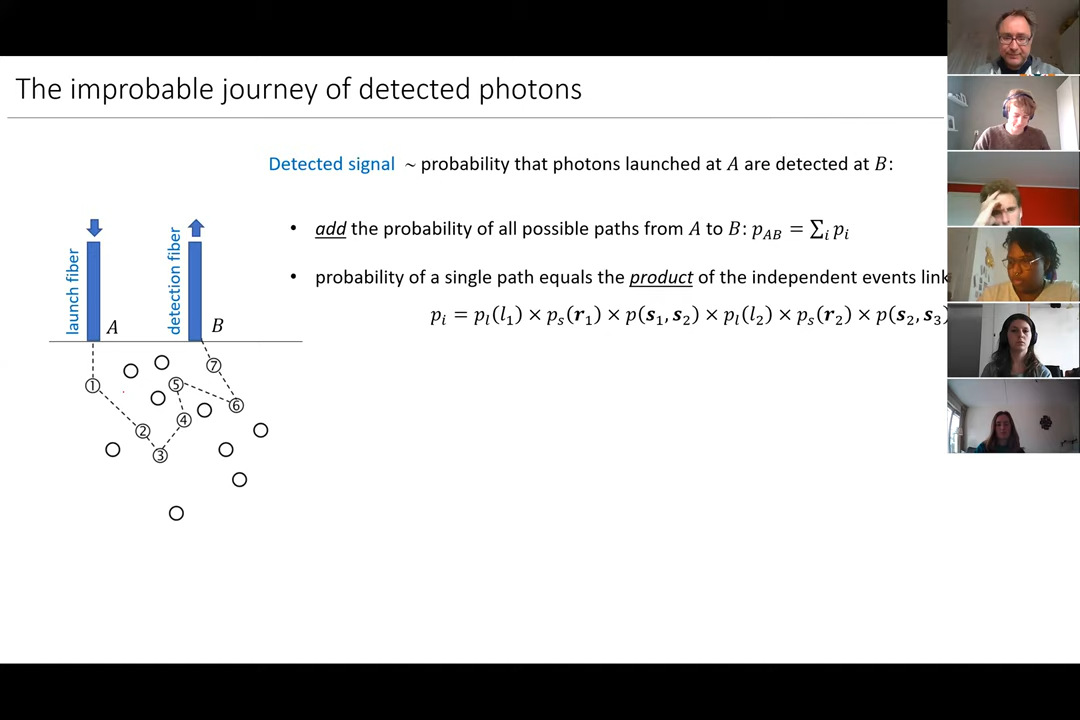 The improbable journey of detected photons
Detected signal ~ probability that photons launched at A are detected at B:
• add the probability of all possible paths from A to B: p_AB = ∑_i p_i
• probability of a single path equals the product of the independent events link
p_i = p_l(l_1) × p_s(r_1) × p(s_1, s_2) × p_l(l_2) × p_s(r_2) × p(s_2, s_3)
launch fiber
A
detection fiber
B
①
②
③
④
⑤
⑥
⑦